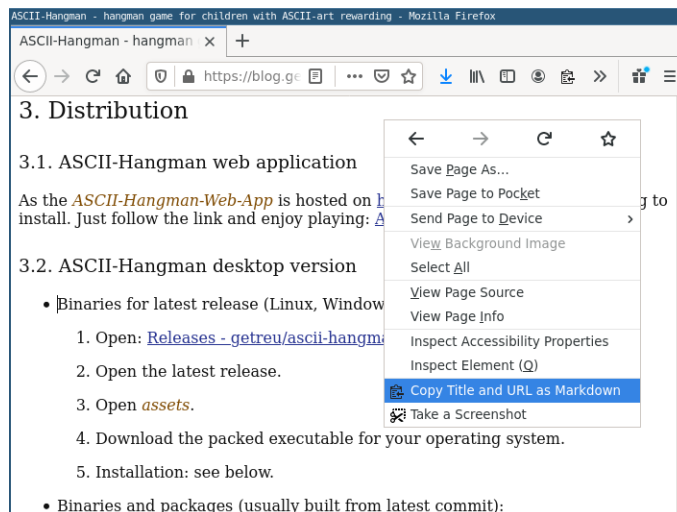 ASCII-Hangman - hangman game for children with ASCII-art rewarding - Mozilla Firefox
ASCII-Hangman - hangman
https://blog.ge
3. Distribution
3.1. ASCII-Hangman web application
As the ASCII-Hangman-Web-App is hosted on h
g to
install. Just follow the link and enjoy playing: A
3.2. ASCII-Hangman desktop version
• Binaries for latest release (Linux, Window
1. Open: Releases - getreu/ascii-hangma
2. Open the latest release.
3. Open assets.
4. Download the packed executable for your operating system.
5. Installation: see below.
• Binaries and packages (usually built from latest commit):
Save Page As...
Save Page to Pocket
Send Page to Device
View Background Image
Select All
View Page Source
View Page Info
Inspect Accessibility Properties
Inspect Element (Q)
Copy Title and URL as Markdown
Take a Screenshot